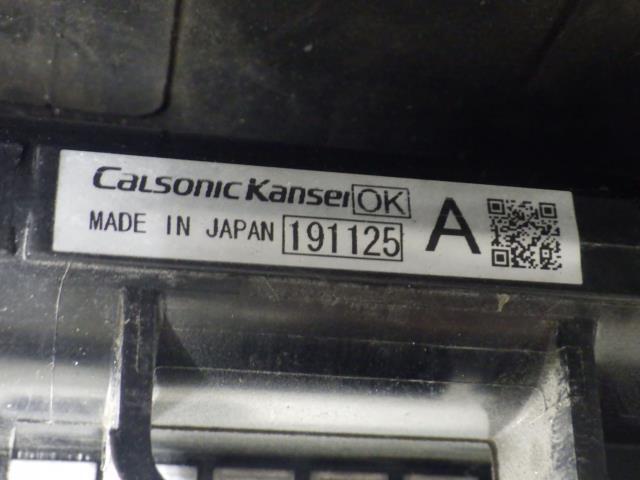 Calsonic Kansei OK
MADE IN JAPAN 191125 A